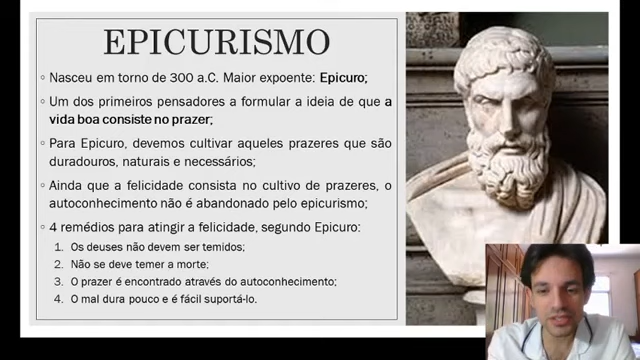 EPICURISMO
Nasceu em torno de 300 a.C. Maior expoente: Epicuro;
Um dos primeiros pensadores a formular a ideia de que a
vida boa consiste no prazer;
Para Epicuro, devemos cultivar aqueles prazeres que são
duradouros, naturais e necessários;
Ainda que a felicidade consista no cultivo de prazeres, o
autoconhecimento não é abandonado pelo epicurismo;
4 remédios para atingir a felicidade, segundo Epicuro:
1. Os deuses não devem ser temidos;
2. Não se deve temer a morte;
3. O prazer é encontrado através do autoconhecimento;
4. O mal dura pouco e é fácil suportá-lo.